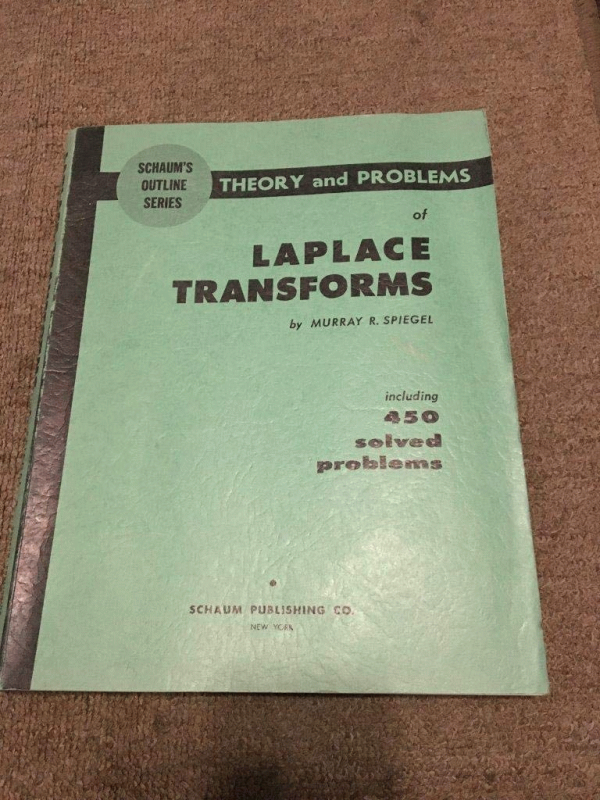 SCHAUM'S
OUTLINE
SERIES
THEORY and PROBLEMS
of
LAPLACE
TRANSFORMS
by MURRAY R. SPIEGEL
including
450
solved
problems
SCHAUM PUBLISHING CO.
NEW YORK